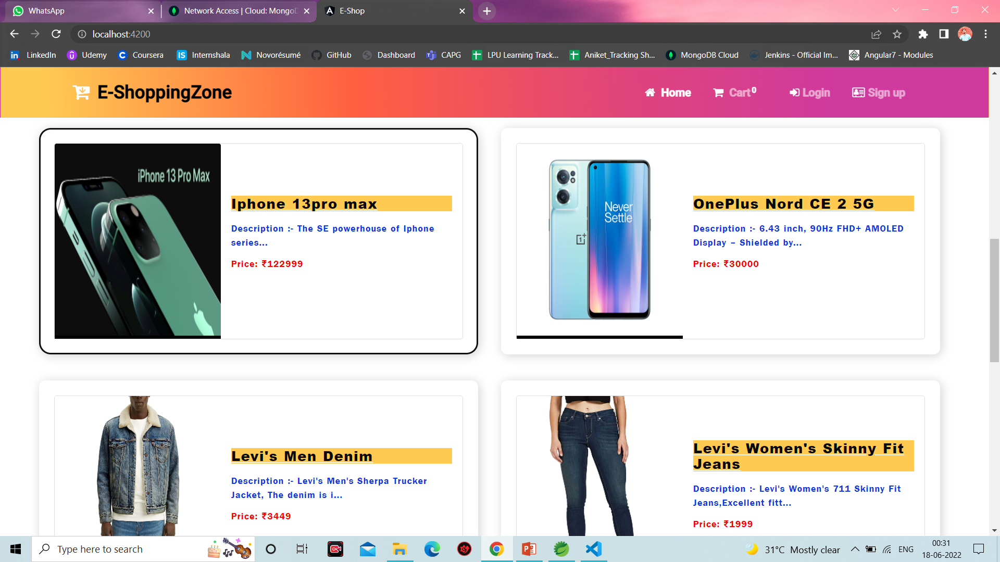 WhatsApp
Network Access | Cloud: MongoD
E-Shop
localhost:4200
LinkedIn
Udemy
Coursera
Internshala
Novorésumé
GitHub
Dashboard
CAPG
LPU Learning Track...
Aniket_Tracking Sh...
MongoDB Cloud
Jenkins - Official Im...
Angular7 - Modules
E-ShoppingZone
Home
Cart 0
Login
Sign up
iPhone 13 Pro Max
Iphone 13pro max
Description :- The SE powerhouse of Iphone
series...
Price: ₹122999
Never
Settle
OnePlus Nord CE 2 5G
Description :- 6.43 inch, 90Hz FHD+ AMOLED
Display – Shielded by...
Price: ₹30000
Levi's Men Denim
Description :- Levi's Men's Sherpa Trucker
Jacket, The denim is i...
Price: ₹3449
Levi's Women's Skinny Fit
Jeans
Description :- Levi's Women's 711 Skinny Fit
Jeans,Excellent fitt...
Price: ₹1999
Type here to search
31°C Mostly clear
ENG
00:31
18-06-2022